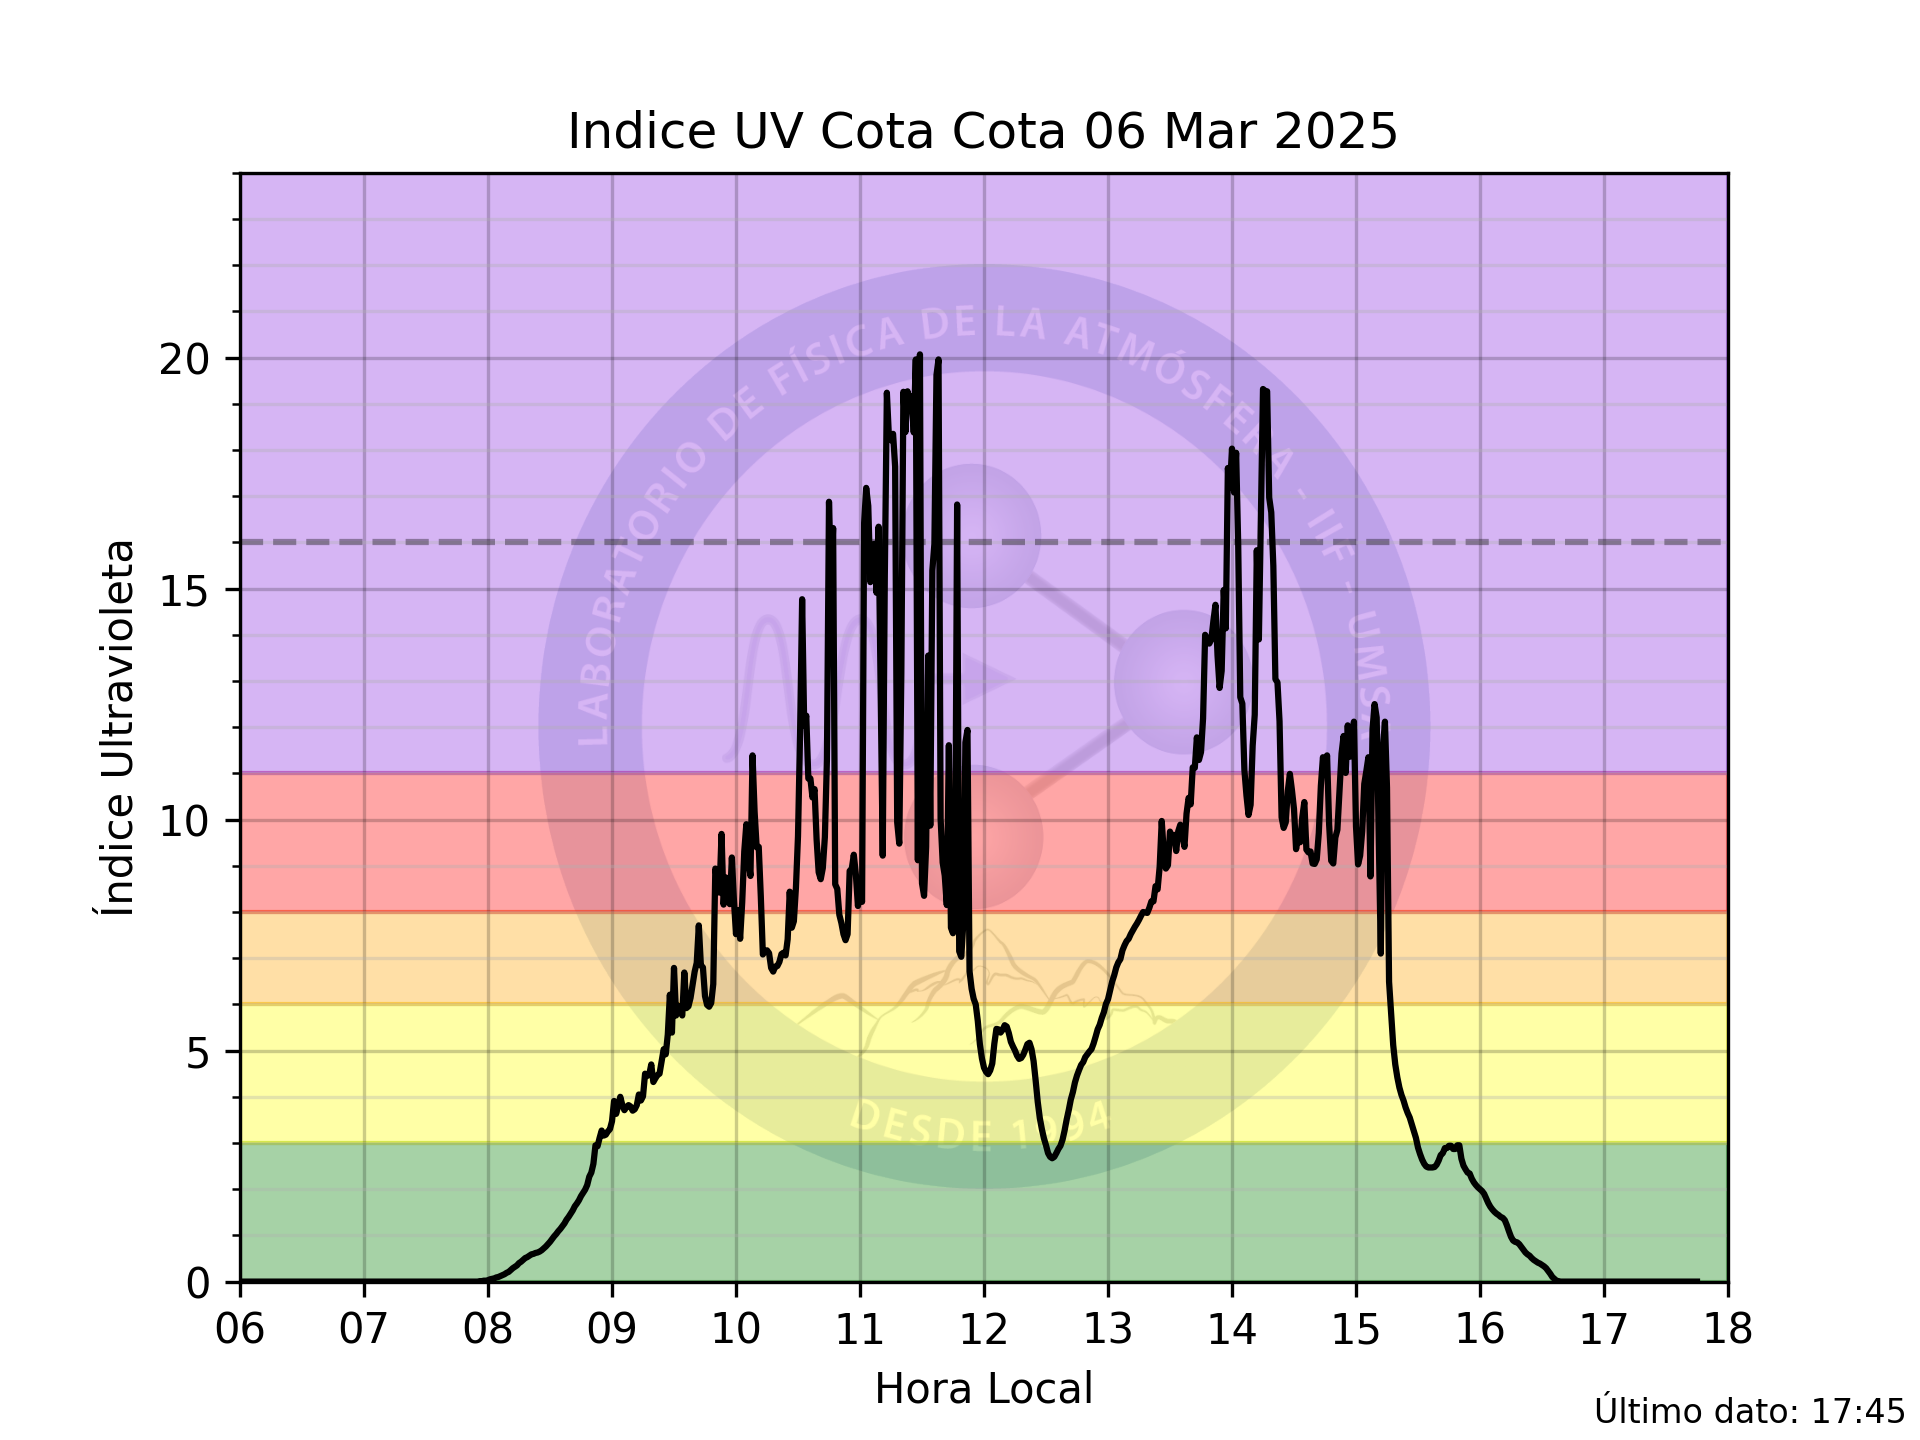 Indice UV Cota Cota 06 Mar 2025
LABORATORIO DE FÍSICA DE LA ATMÓSFERA - IIF - UMSA
DESDE 1994
Índice Ultravioleta
20
15
10
5
0
06 07 08 09 10 11 12 13 14 15 16 17 18
Hora Local
Último dato: 17:45